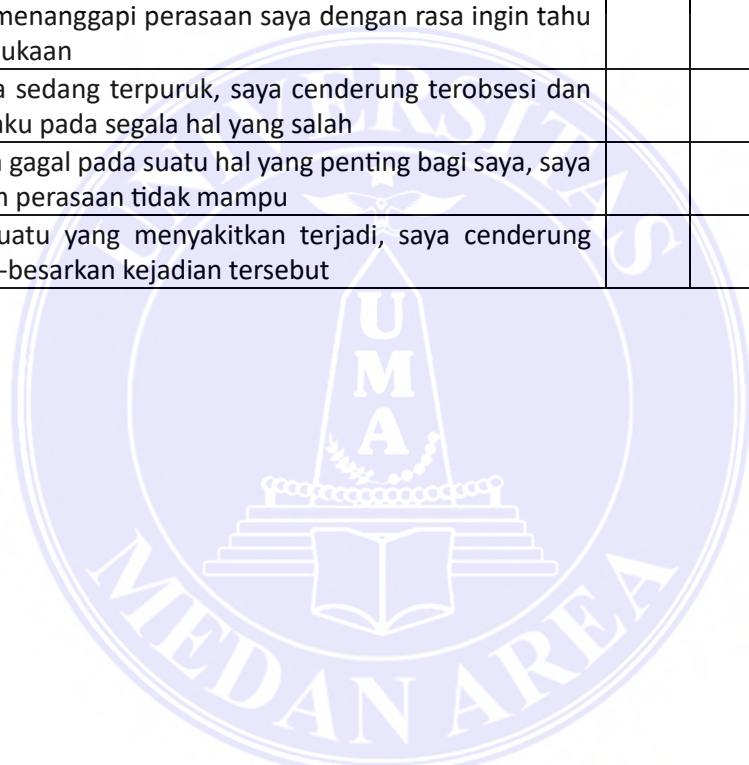 menanggapi perasaan saya dengan rasa ingin tahu
ukaan
sedang terpuruk, saya cenderung terobsesi dan
aku pada segala hal yang salah
gagal pada suatu hal yang penting bagi saya, saya
perasaan tidak mampu
uatu yang menyakitkan terjadi, saya cenderung
-besarkan kejadian tersebut
UNIVERSITAS
UMA
MEDAN AREA